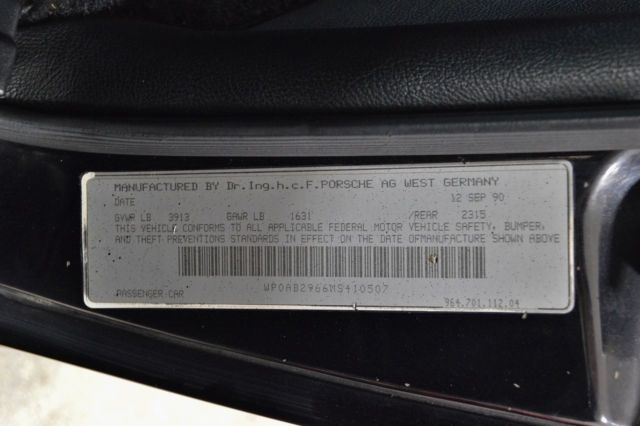 MANUFACTURED BY Dr.Ing.h.c.F.PORSCHE AG WEST GERMANY
DATE 12 SEP 90
GVWR LB 3913 GAWR LB 1631 /REAR 2315
THIS VEHICLE CONFORMS TO ALL APPLICABLE FEDERAL MOTOR VEHICLE SAFETY, BUMPER,
AND THEFT PREVENTIONS STANDARDS IN EFFECT ON THE DATE OFMANUFACTURE SHOWN ABOVE
WP0AB2966MS410507
PASSENGER CAR 964.701.112.04